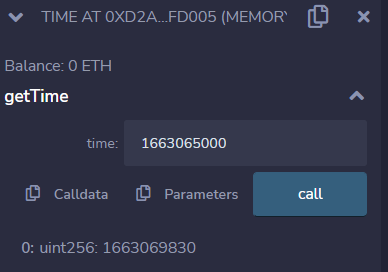 TIME AT 0XD2A...FD005 (MEMORY
Balance: 0 ETH
getTime
time: 1663065000
Calldata Parameters call
0: uint256: 1663069830